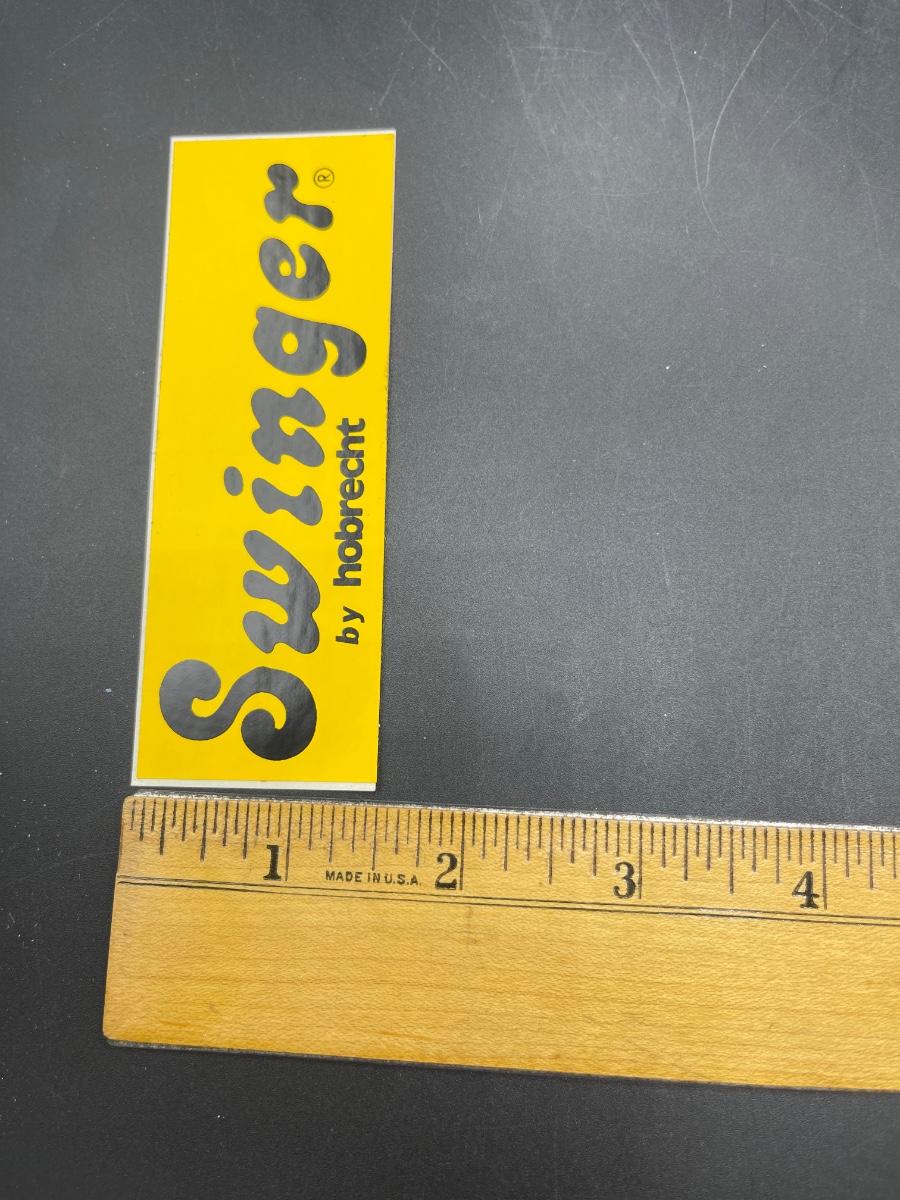 Swinger®
by hobrecht
1 2 3 4
MADE IN U.S.A.